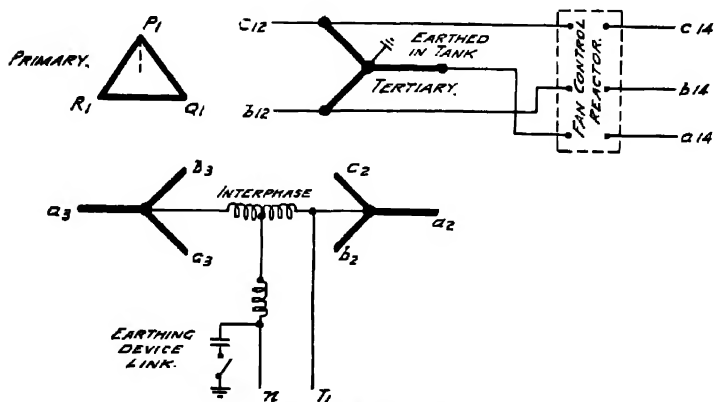 P1
PRIMARY.
R1
Q1
c12
EARTHED
IN TANK
TERTIARY.
b12
FAN CONTROL
REACTOR.
c14
b14
a14
b3
a3
c3
INTERPHASE
c2
a2
b2
EARTHING
DEVICE
LINK.
n
T1